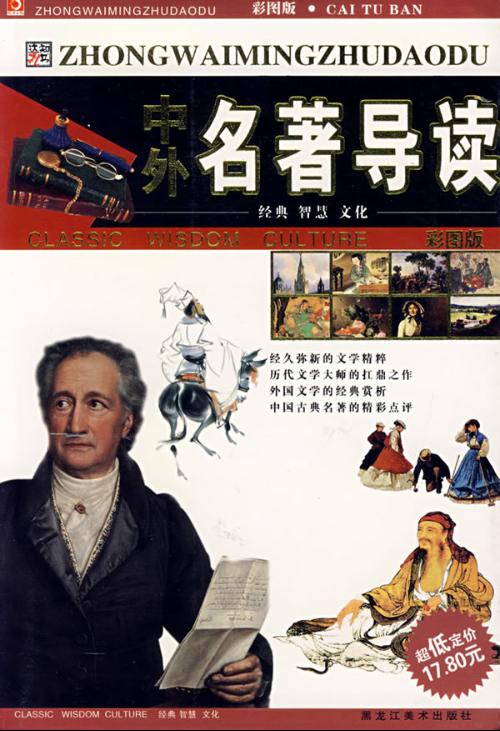 ZHONGWAIMINGZHUDAODU 彩图版 • CAI TU BAN
ZHONGWAIMINGZHUDAODU
中外 名著导读
经典 智慧 文化
CLASSIC WISDOM CULTURE 彩图版
经久弥新的文学精粹
历代文学大师的扛鼎之作
外国文学的经典赏析
中国古典名著的精彩点评
超低定价
17.80元
CLASSIC WISDOM CULTURE 经典 智慧 文化
黑龙江美术出版社